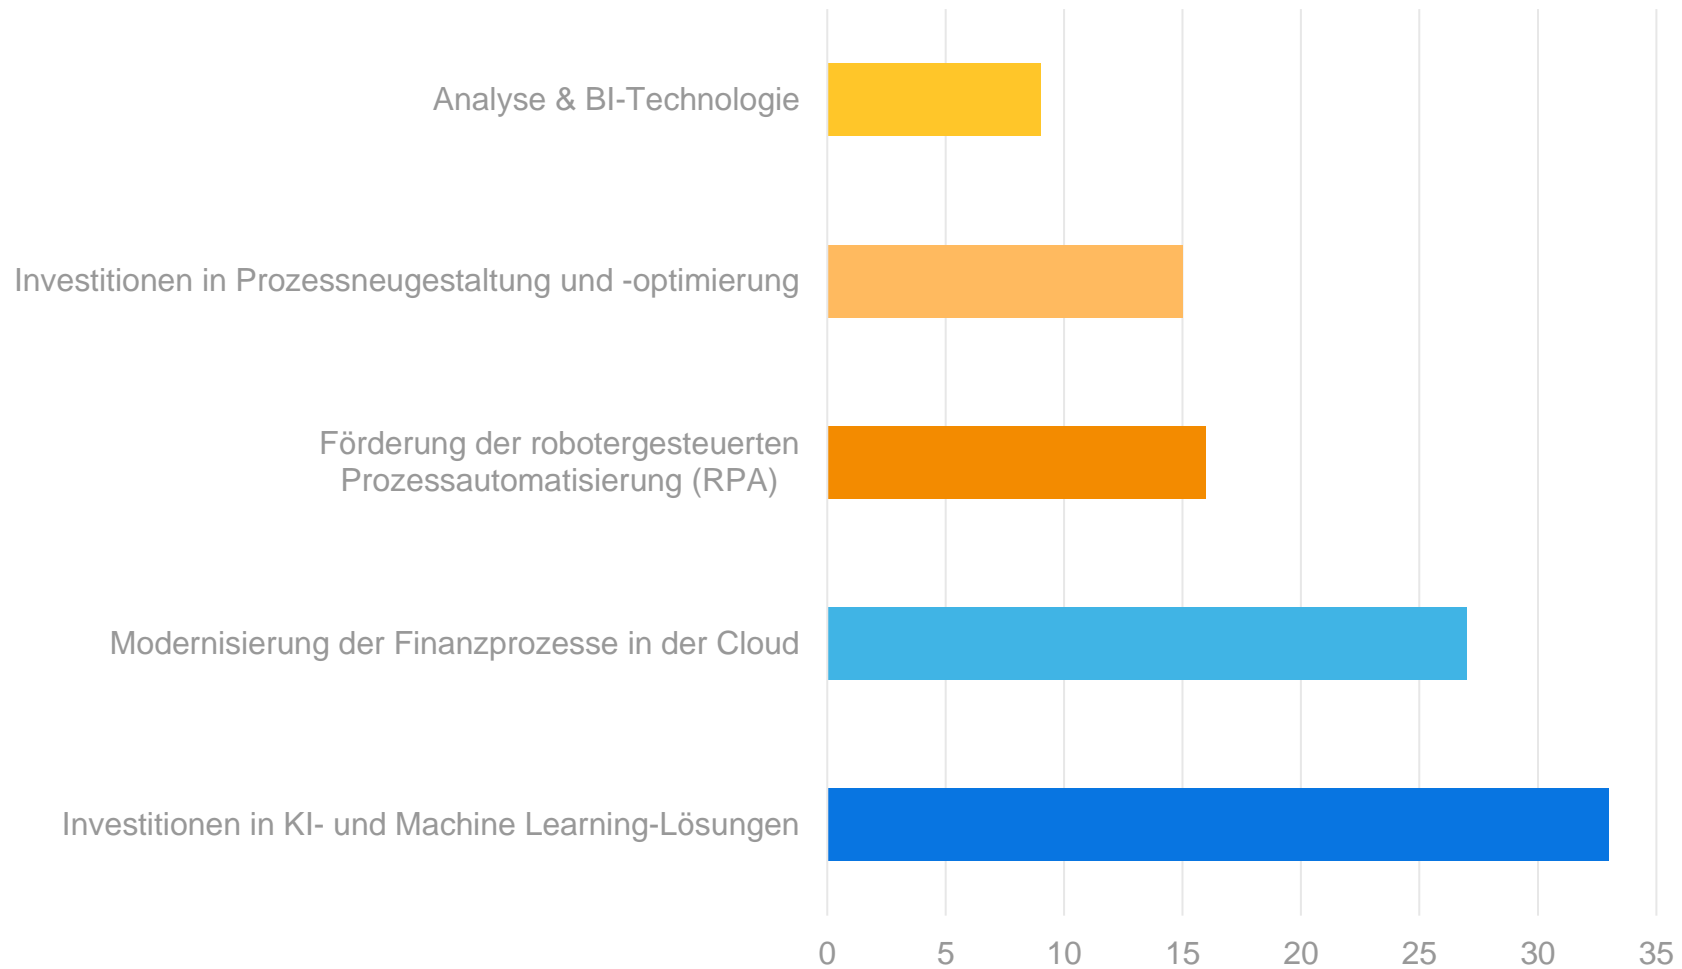 Analyse & BI-Technologie
Investitionen in Prozessneugestaltung und -optimierung
Förderung der robotergesteuerten
Prozessautomatisierung (RPA)
Modernisierung der Finanzprozesse in der Cloud
Investitionen in KI- und Machine Learning-Lösungen
0 5 10 15 20 25 30 35